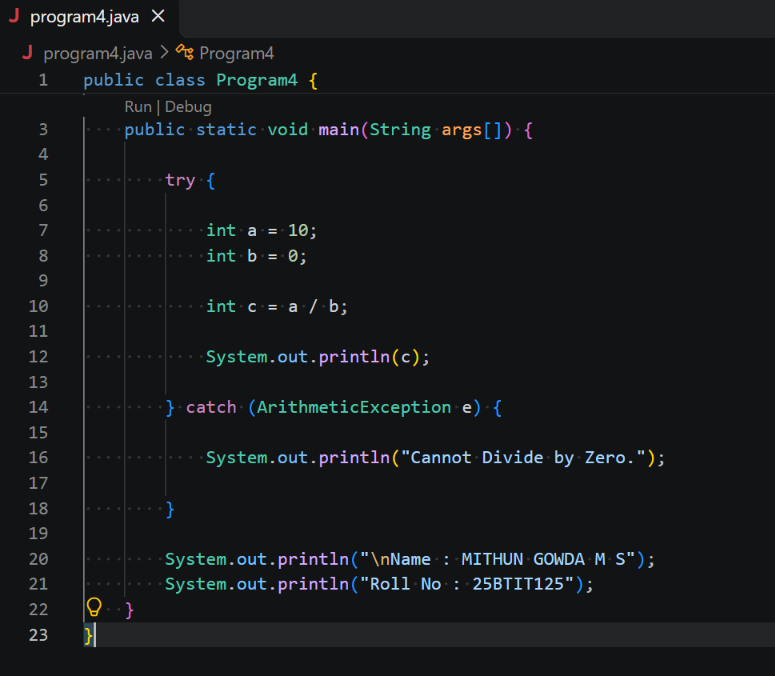 J program4.java ×
J program4.java > Program4
1 public class Program4 {
Run | Debug
3     public static void main(String args[]) {
4
5         try {
6
7             int a = 10;
8             int b = 0;
9
10             int c = a / b;
11
12             System.out.println(c);
13
14         } catch (ArithmeticException e) {
15
16             System.out.println("Cannot Divide by Zero.");
17
18         }
19
20         System.out.println("\nName : MITHUN GOWDA M S");
21         System.out.println("Roll No : 25BTIT125");
22     }
23 }